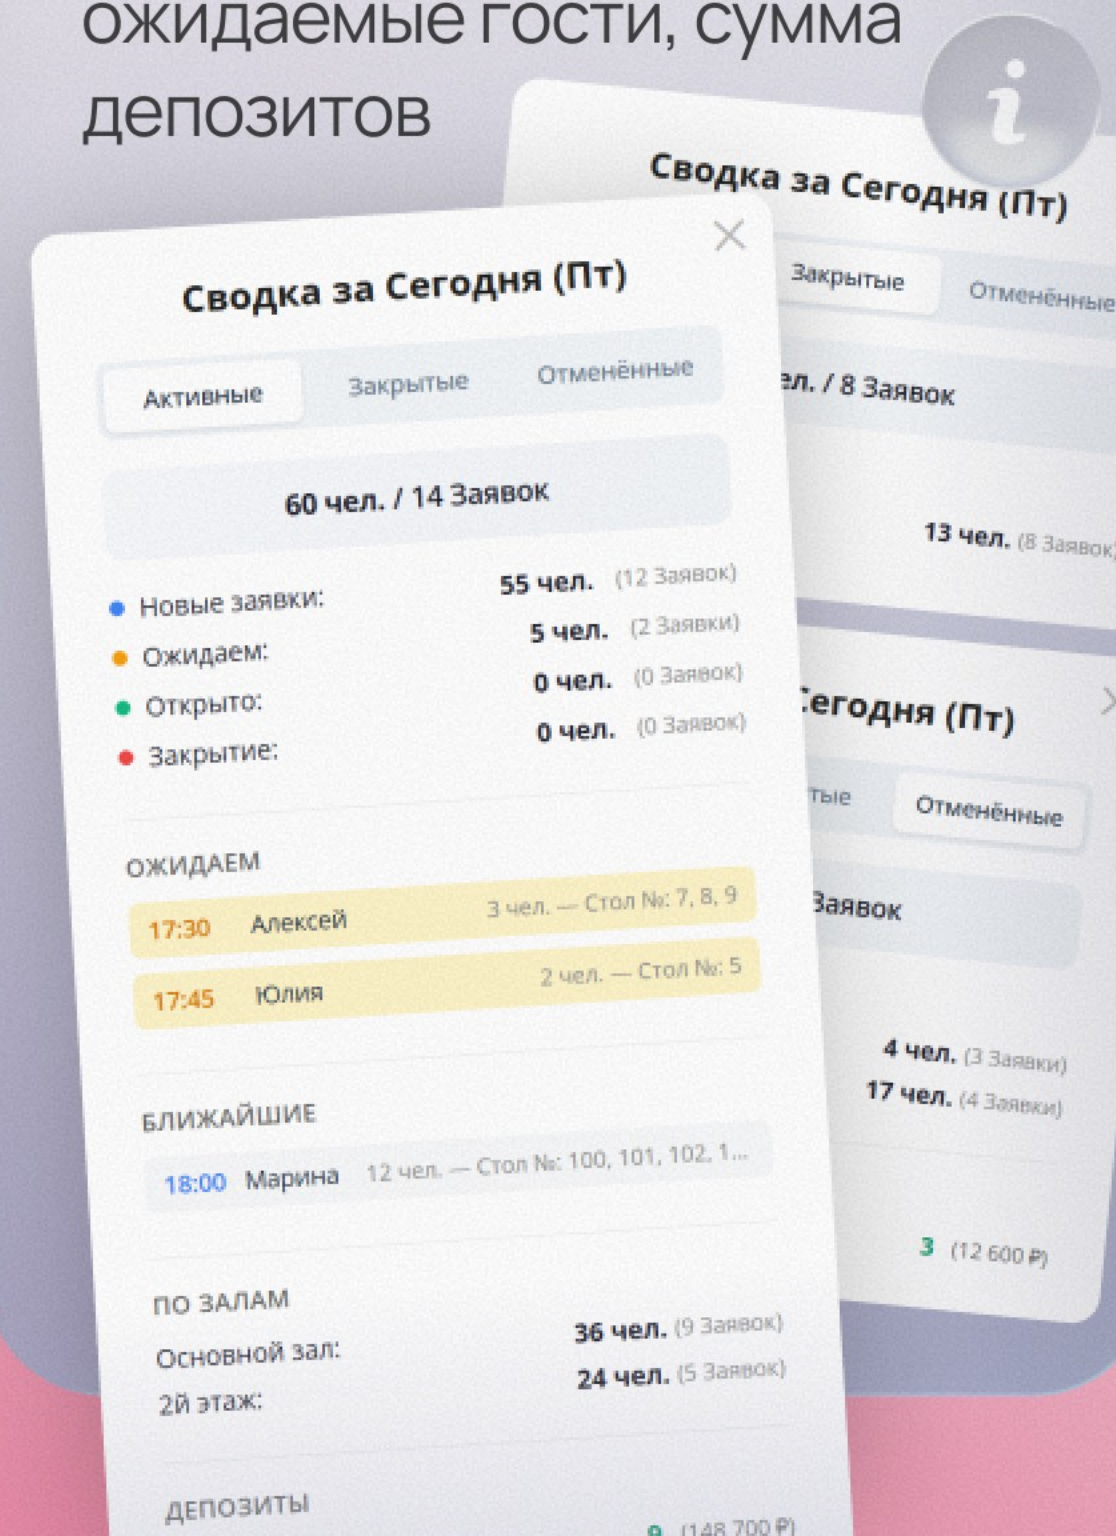 ожидаемые гости, сумма
депозитов
i
Сводка за Сегодня (Пт)
Активные Закрытые Отменённые
60 чел. / 14 Заявок
Новые заявки: 55 чел. (12 Заявок)
Ожидаем: 5 чел. (2 Заявки)
Открыто: 0 чел. (0 Заявок)
Закрытие: 0 чел. (0 Заявок)
ОЖИДАЕМ
17:30 Алексей 3 чел. — Стол №: 7, 8, 9
17:45 Юлия 2 чел. — Стол №: 5
БЛИЖАЙШИЕ
18:00 Марина 12 чел. — Стол №: 100, 101, 102, 1...
ПО ЗАЛАМ
Основной зал: 36 чел. (9 Заявок)
2й этаж: 24 чел. (5 Заявок)
ДЕПОЗИТЫ
9 (148 700 ₽)
Сводка за Сегодня (Пт)
Закрытые Отменённые
/ 8 Заявок
13 чел. (8 Заявок)
Сегодня (Пт)
Отменённые
Заявок
4 чел. (3 Заявки)
17 чел. (4 Заявки)
3 (12 600 ₽)